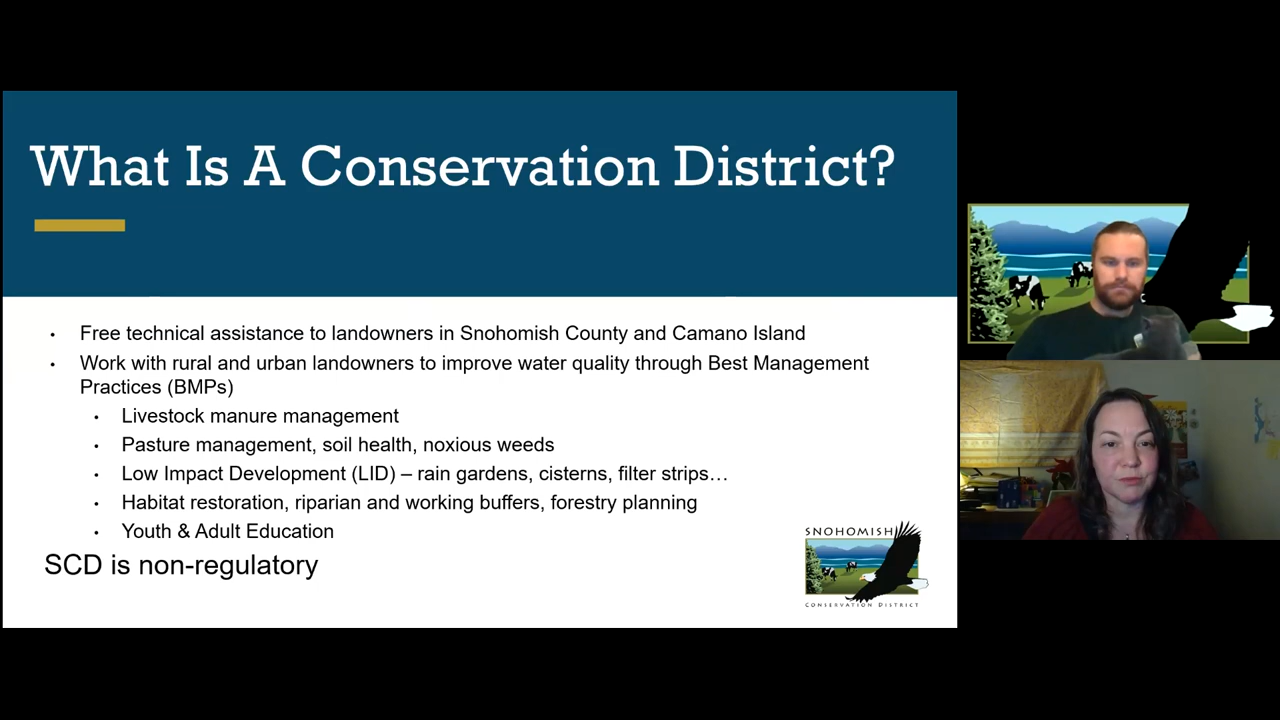 What Is A Conservation District?
• Free technical assistance to landowners in Snohomish County and Camano Island
• Work with rural and urban landowners to improve water quality through Best Management
Practices (BMPs)
• Livestock manure management
• Pasture management, soil health, noxious weeds
• Low Impact Development (LID) – rain gardens, cisterns, filter strips…
• Habitat restoration, riparian and working buffers, forestry planning
• Youth & Adult Education
SCD is non-regulatory
SNOHOMISH
CONSERVATION DISTRICT